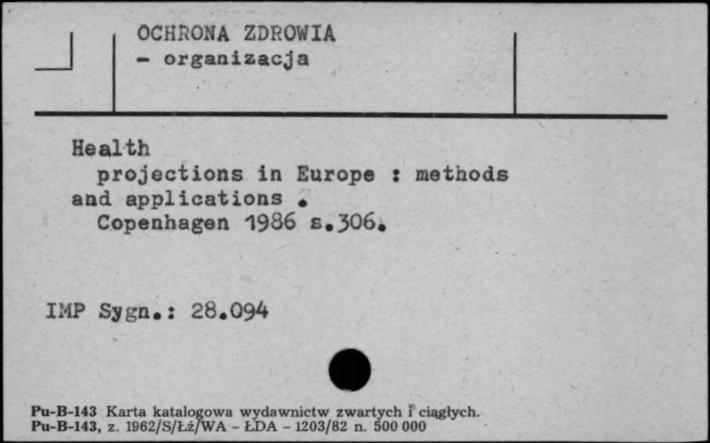 OCHRONA ZDROWIA
- organizacja
Health
projections in Europe : methods
and applications .
Copenhagen 1986 s.306.
IMP Sygn.: 28.094
Pu-B-143 Karta katalogowa wydawnictw zwartych i ciągłych.
Pu-B-143, z. 1962/S/Łż/WA - ŁDA - 1203/82 n. 500 000